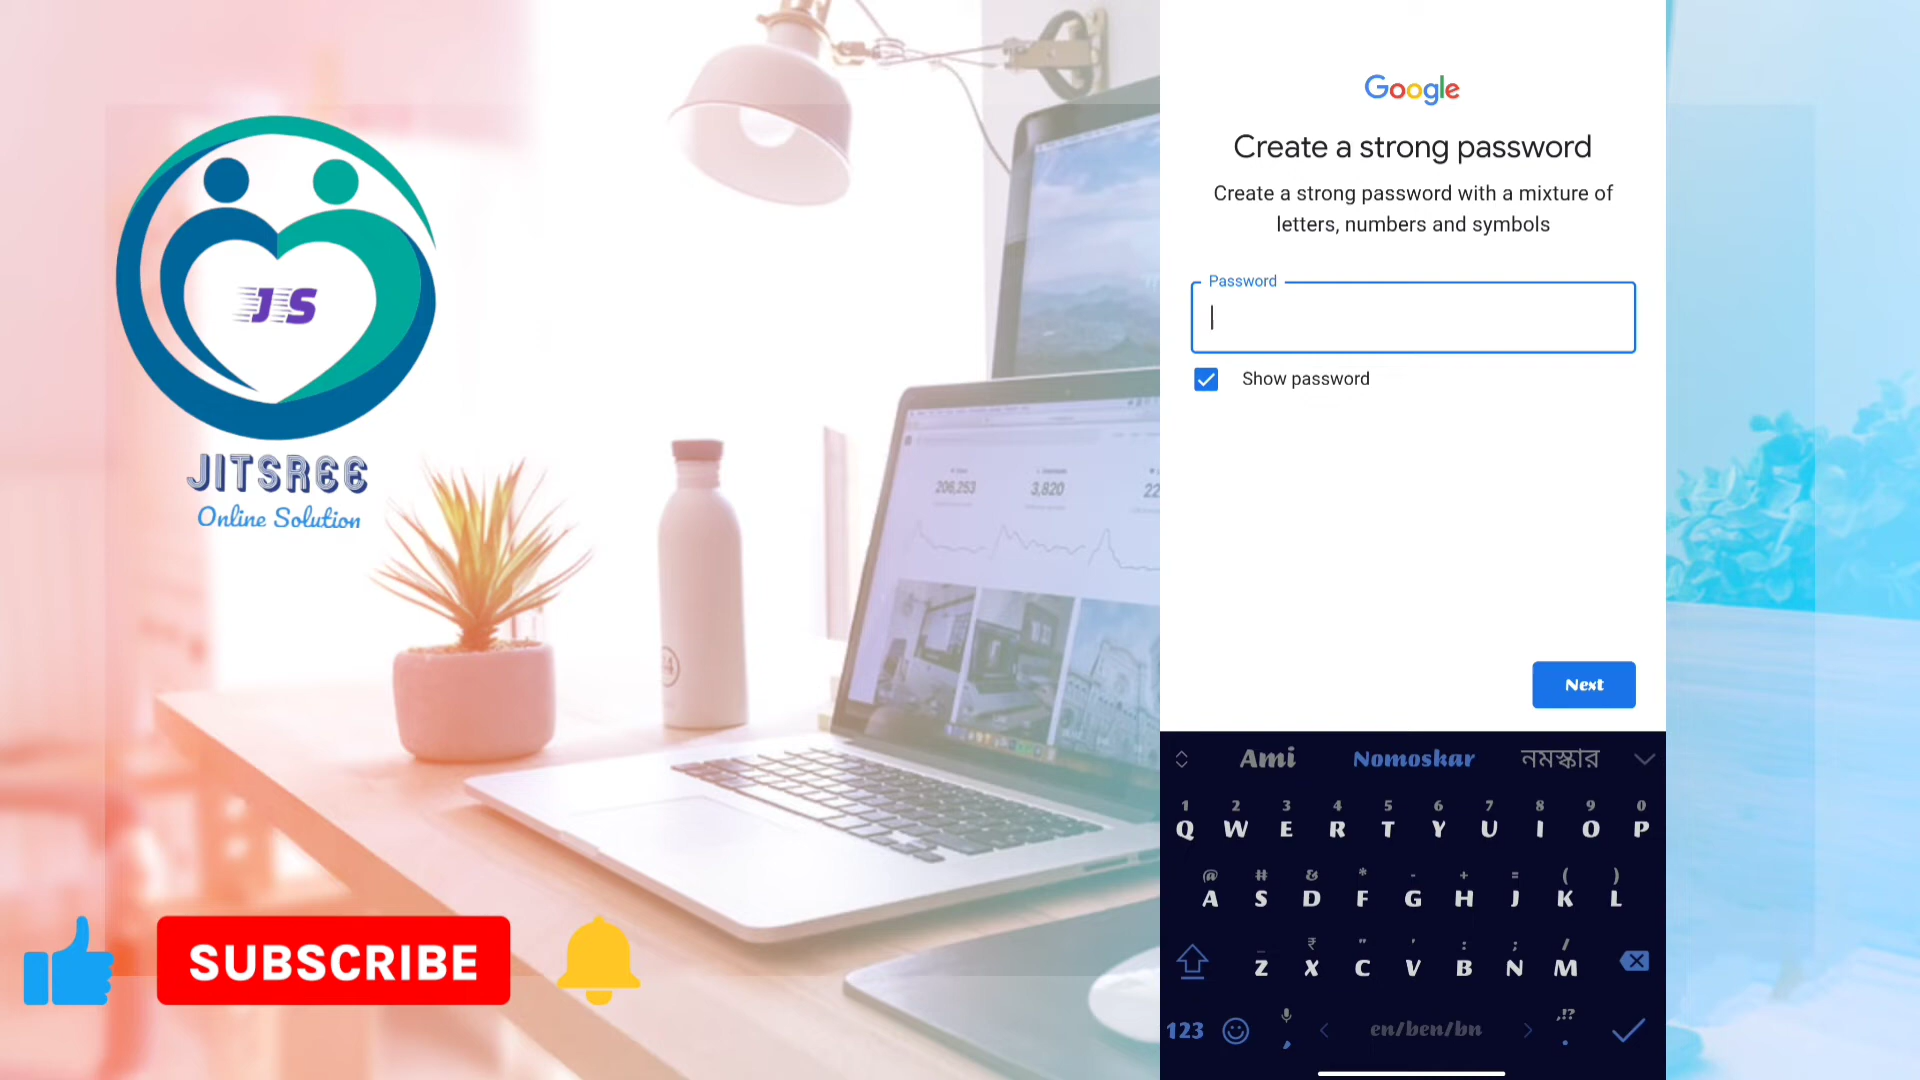 JS
JITSREE
Online Solution
SUBSCRIBE
206,253
3,820
22
Google
Create a strong password
Create a strong password with a mixture of
letters, numbers and symbols
Password
Show password
Next
Ami Nomoskar নমস্কার
1 2 3 4 5 6 7 8 9 0
Q W E R T Y U I O P
@ # & * - + = ( )
A S D F G H J K L
_ ₹ " ' : ; /
Z X C V B N M
,!?
123 , < en/ben/bn > .